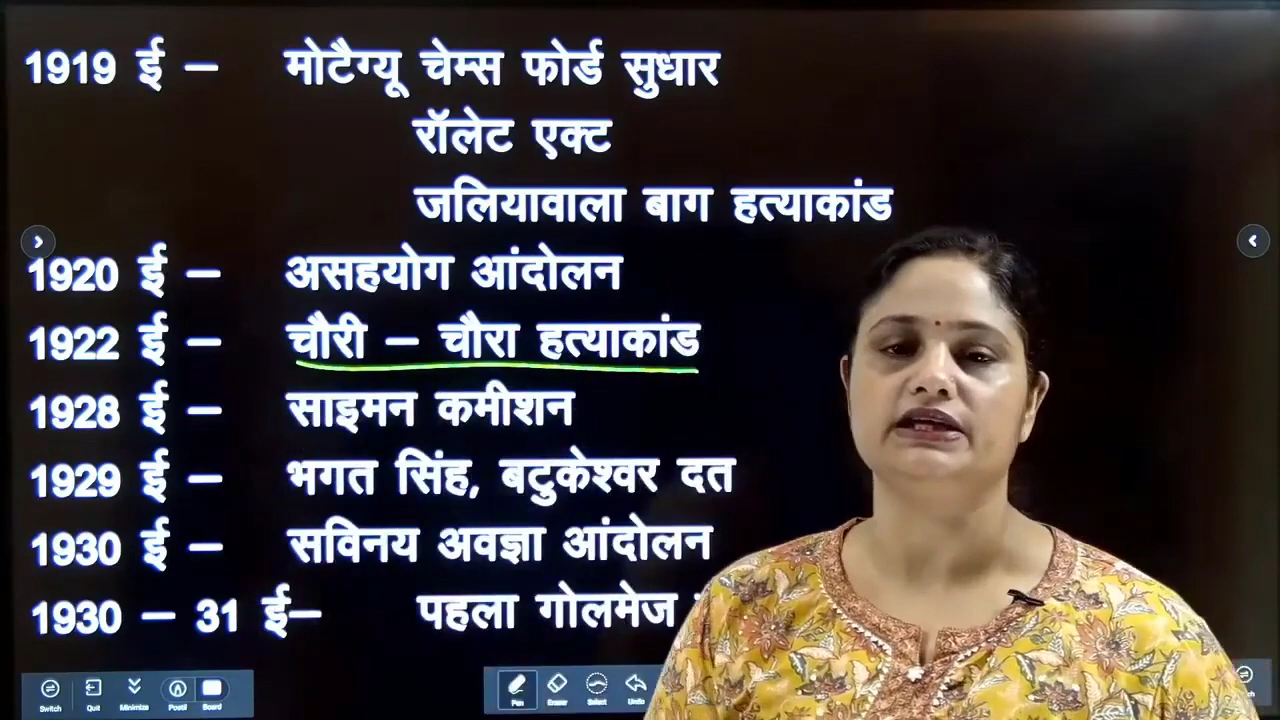 1919 ई – मोटैग्यू चेम्स फोर्ड सुधार
रॉलेट एक्ट
जलियावाला बाग हत्याकांड
1920 ई – असहयोग आंदोलन
1922 ई – चौरी – चौरा हत्याकांड
1928 ई – साइमन कमीशन
1929 ई – भगत सिंह, बटुकेश्वर दत
1930 ई – सविनय अवज्ञा आंदोलन
1930 – 31 ई– पहला गोलमेज
Switch Quit Minimize Postil Board Pen Eraser Select Undo